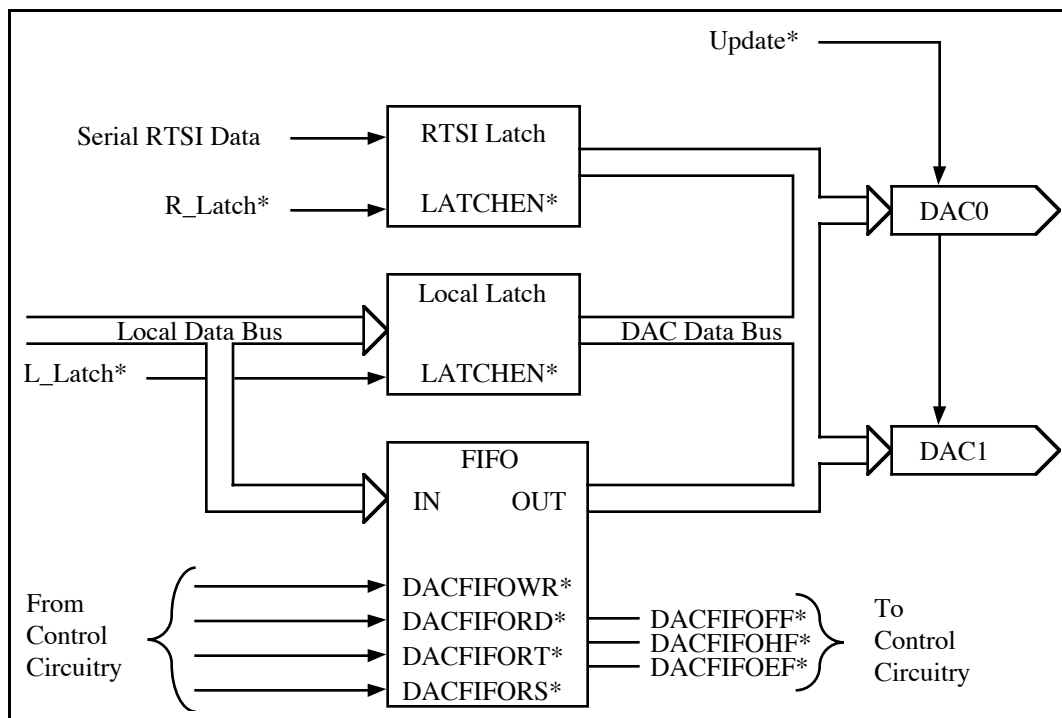 Update*
Serial RTSI Data
RTSI Latch
R_Latch*
LATCHEN*
DAC0
Local Latch
Local Data Bus
DAC Data Bus
L_Latch*
LATCHEN*
DAC1
FIFO
IN
OUT
From
Control
Circuitry
DACFIFOWR*
DACFIFORD*
DACFIFORT*
DACFIFORS*
DACFIFOFF*
DACFIFOHF*
DACFIFOEF*
To
Control
Circuitry